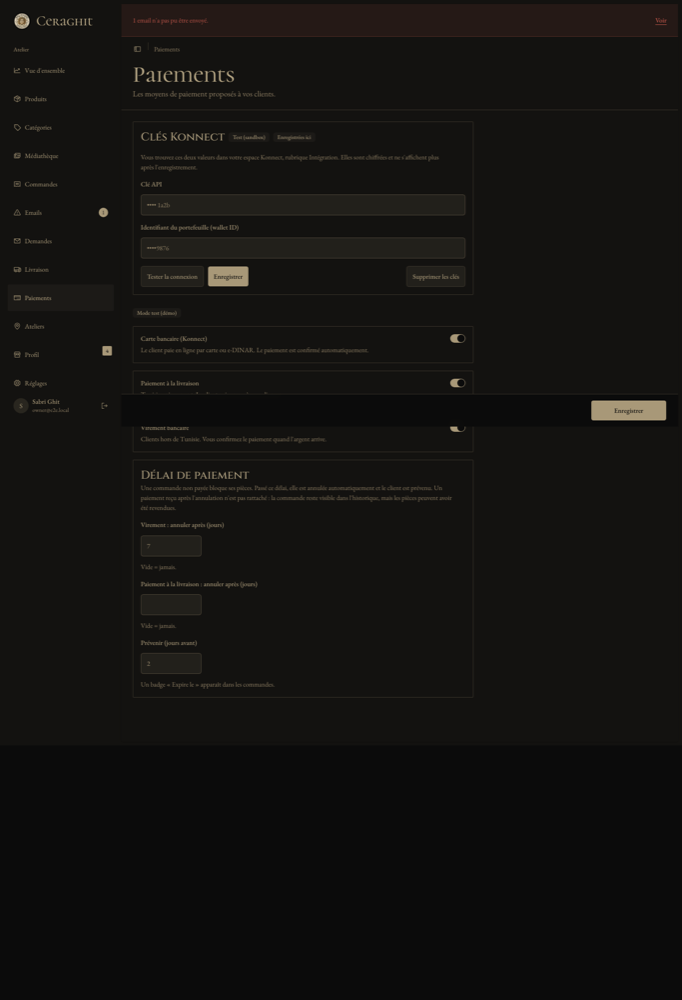 CERAGHIT
1 email n'a pas pu être envoyé.
Voir
Atelier
Vue d'ensemble
Produits
Catégories
Médiathèque
Commandes
Emails
1
Demandes
Livraison
Paiements
Ateliers
Profil
4
Réglages
S
Sabri Ghit
Paiements
Paiements
Les moyens de paiement proposés à vos clients.
CLÉS KONNECT
Test (sandbox)
Enregistrées ici
Vous trouvez ces deux valeurs dans votre espace Konnect, rubrique Intégration. Elles sont chiffrées et ne s'affichent plus
après l'enregistrement.
Clé API
•••• 1a2b
Identifiant du portefeuille (wallet ID)
••••9876
Tester la connexion
Enregistrer
Supprimer les clés
Mode test (démo)
Carte bancaire (Konnect)
Le client paie en ligne par carte ou e-DINAR. Le paiement est confirmé automatiquement.
Paiement à la livraison
Enregistrer
Virement bancaire
Clients hors de Tunisie. Vous confirmez le paiement quand l'argent arrive.
DÉLAI DE PAIEMENT
Une commande non payée bloque ses pièces. Passé ce délai, elle est annulée automatiquement et le client est prévenu. Un
paiement reçu après l'annulation n'est pas rattaché : la commande reste visible dans l'historique, mais les pièces peuvent avoir
été revendues.
Virement : annuler après (jours)
7
Vide = jamais.
Paiement à la livraison : annuler après (jours)
Vide = jamais.
Prévenir (jours avant)
2
Un badge « Expire le » apparaît dans les commandes.